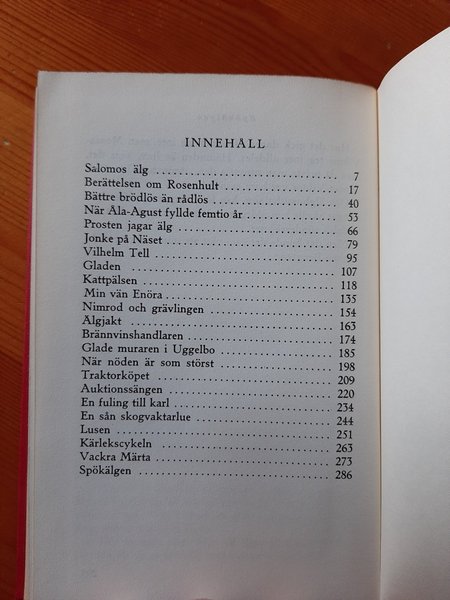 INNEHÅLL
Salomos älg ........................ 7
Berättelsen om Rosenhult ........................ 17
Bättre brödlös än rådlös ........................ 40
När Åla-Agust fyllde femtio år ........................ 53
Prosten jagar älg ........................ 66
Jonke på Näset ........................ 79
Vilhelm Tell ........................ 95
Gladen ........................ 107
Kattpälsen ........................ 118
Min vän Enöra ........................ 135
Nimrod och grävlingen ........................ 154
Älgjakt ........................ 163
Brännvinshandlaren ........................ 174
Glade muraren i Uggelbo ........................ 185
När nöden är som störst ........................ 198
Traktorköpet ........................ 209
Auktionssängen ........................ 220
En fuling till karl ........................ 234
En sån skogvaktarlue ........................ 244
Lusen ........................ 251
Kärlekscykeln ........................ 263
Vackra Märta ........................ 273
Spökälgen ........................ 286